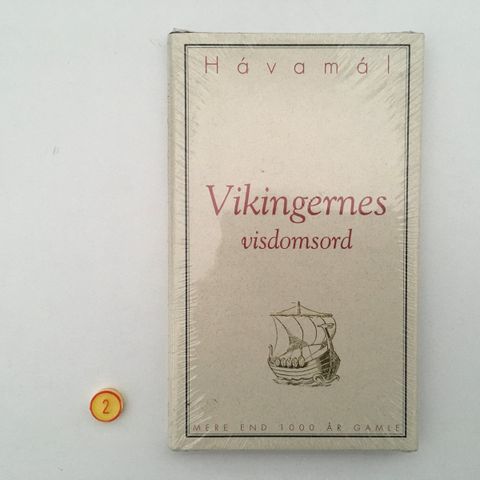 Hávamál
Vikingernes
visdomsord
MERE END 1000 ÅR GAMLE
2